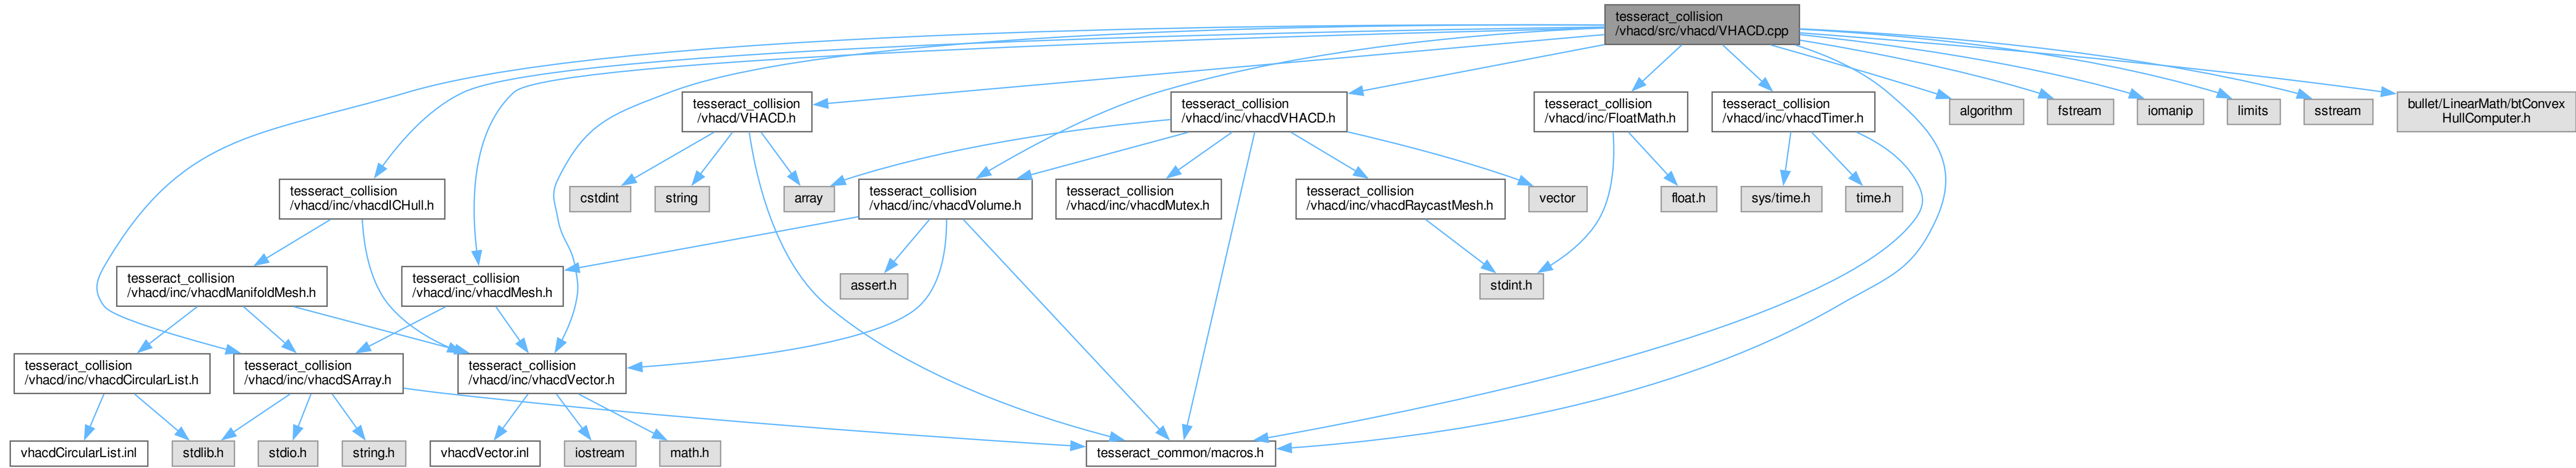 tesseract_collision
/vhacd/src/vhacd/VHACD.cpp
tesseract_collision
/vhacd/VHACD.h
tesseract_collision
/vhacd/inc/vhacdVHACD.h
tesseract_collision
/vhacd/inc/FloatMath.h
tesseract_collision
/vhacd/inc/vhacdTimer.h
algorithm
fstream
iomanip
limits
sstream
bullet/LinearMath/btConvex
HullComputer.h
tesseract_collision
/vhacd/inc/vhacdICHull.h
cstdint
string
array
tesseract_collision
/vhacd/inc/vhacdVolume.h
tesseract_collision
/vhacd/inc/vhacdMutex.h
tesseract_collision
/vhacd/inc/vhacdRaycastMesh.h
vector
float.h
sys/time.h
time.h
tesseract_collision
/vhacd/inc/vhacdManifoldMesh.h
tesseract_collision
/vhacd/inc/vhacdMesh.h
assert.h
stdint.h
tesseract_collision
/vhacd/inc/vhacdCircularList.h
tesseract_collision
/vhacd/inc/vhacdSArray.h
tesseract_collision
/vhacd/inc/vhacdVector.h
vhacdCircularList.inl
stdlib.h
stdio.h
string.h
vhacdVector.inl
iostream
math.h
tesseract_common/macros.h